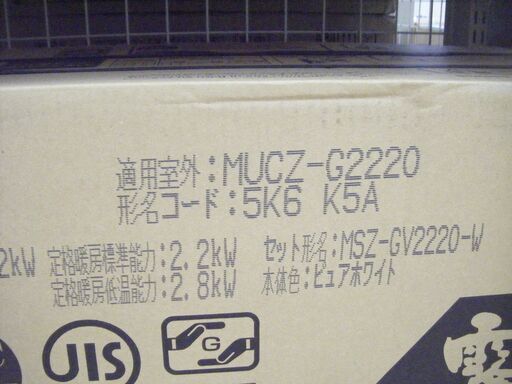 適用室外:MUCZ-G2220
形名コード:5K6 K5A
2kW 定格暖房標準能力:2.2kW セット形名:MSZ-GV2220-W
定格暖房低温能力:2.8kW 本体色:ピュアホワイト
JIS
I G I
霧